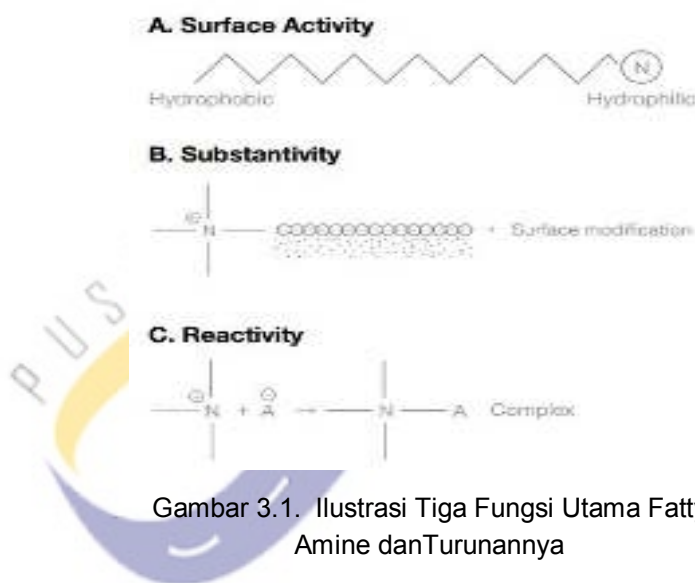 A. Surface Activity
N
Hydrophobic Hydrophilic
B. Substantivity
⊕
N + Surface modification
C. Reactivity
⊕ ⊖
N + A → N A Complex
PUS
Gambar 3.1. Ilustrasi Tiga Fungsi Utama Fatt
Amine danTurunannya